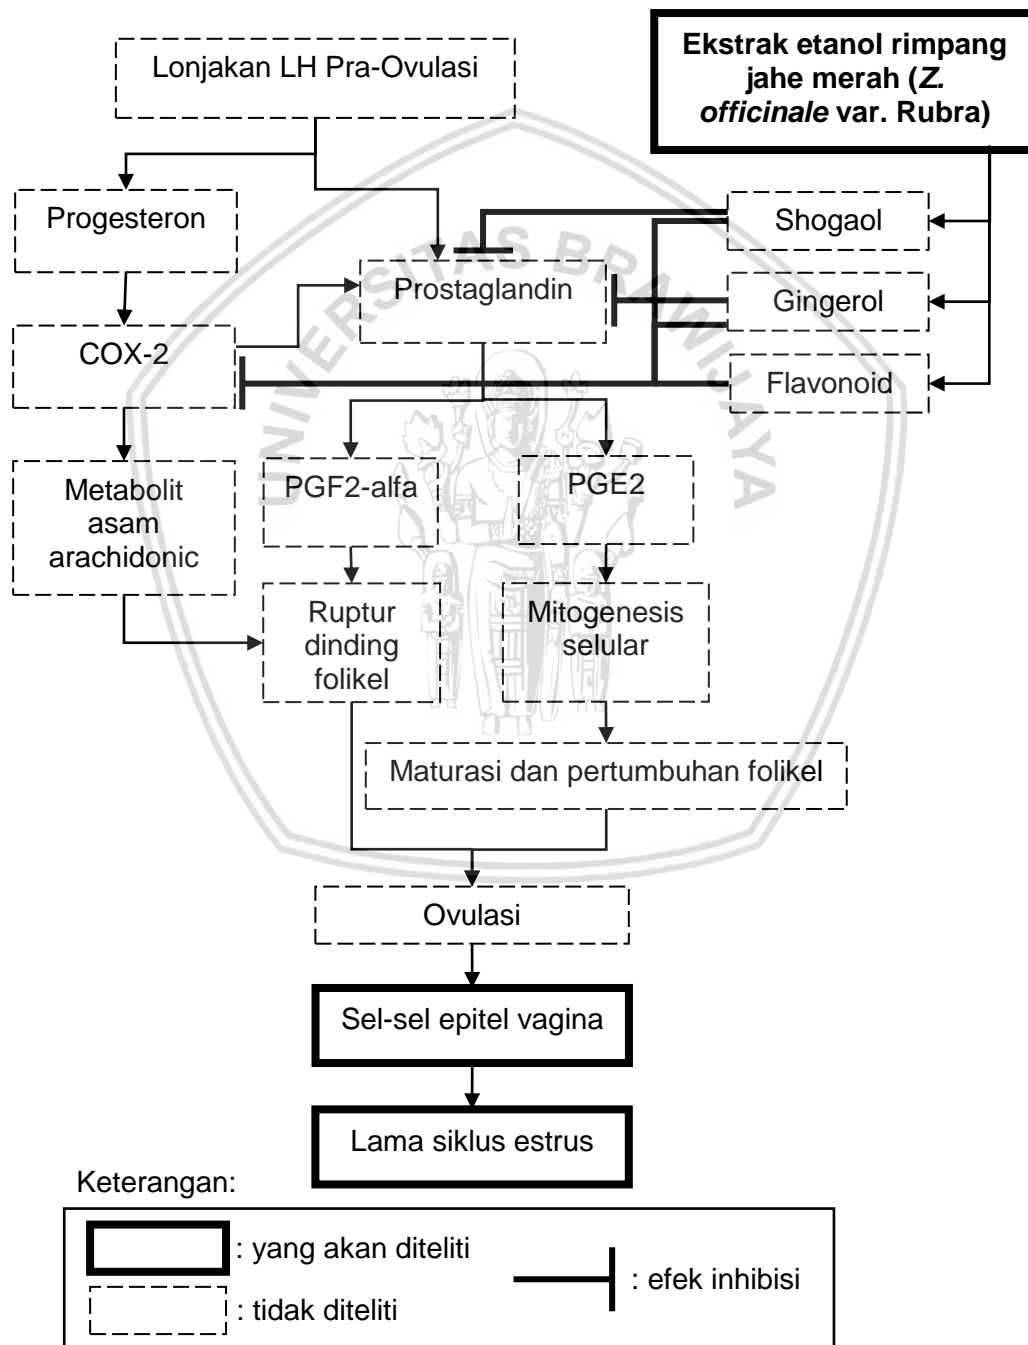 Lonjakan LH Pra-Ovulasi
Ekstrak etanol rimpang
jahe merah (Z.
officinale var. Rubra)
Progesteron
Shogaol
Prostaglandin
Gingerol
COX-2
Flavonoid
Metabolit
asam
arachidonic
PGF2-alfa
PGE2
Ruptur
dinding
folikel
Mitogenesis
selular
Maturasi dan pertumbuhan folikel
Ovulasi
Sel-sel epitel vagina
Lama siklus estrus
Keterangan:
: yang akan diteliti
: efek inhibisi
: tidak diteliti
UNIVERSITAS BRAWIJAYA